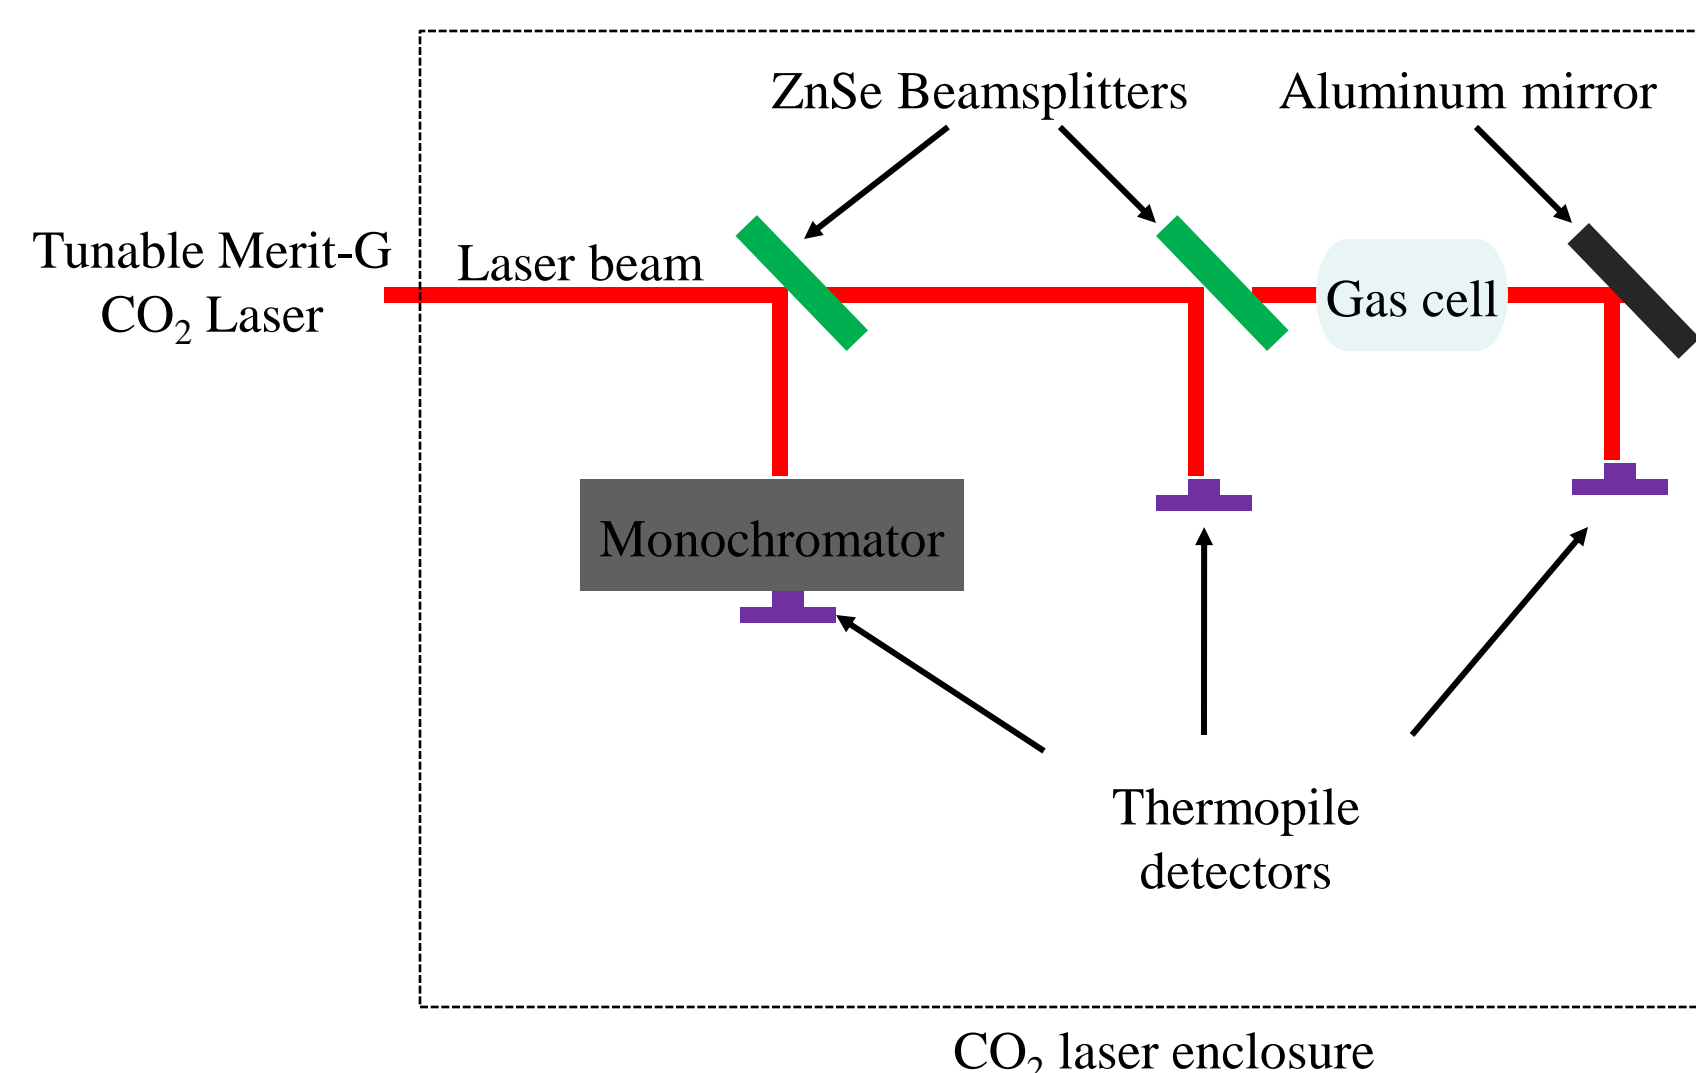 ZnSe Beamsplitters
Aluminum mirror
Tunable Merit-G
CO₂ Laser
Laser beam
Gas cell
Monochromator
Thermopile
detectors
CO₂ laser enclosure